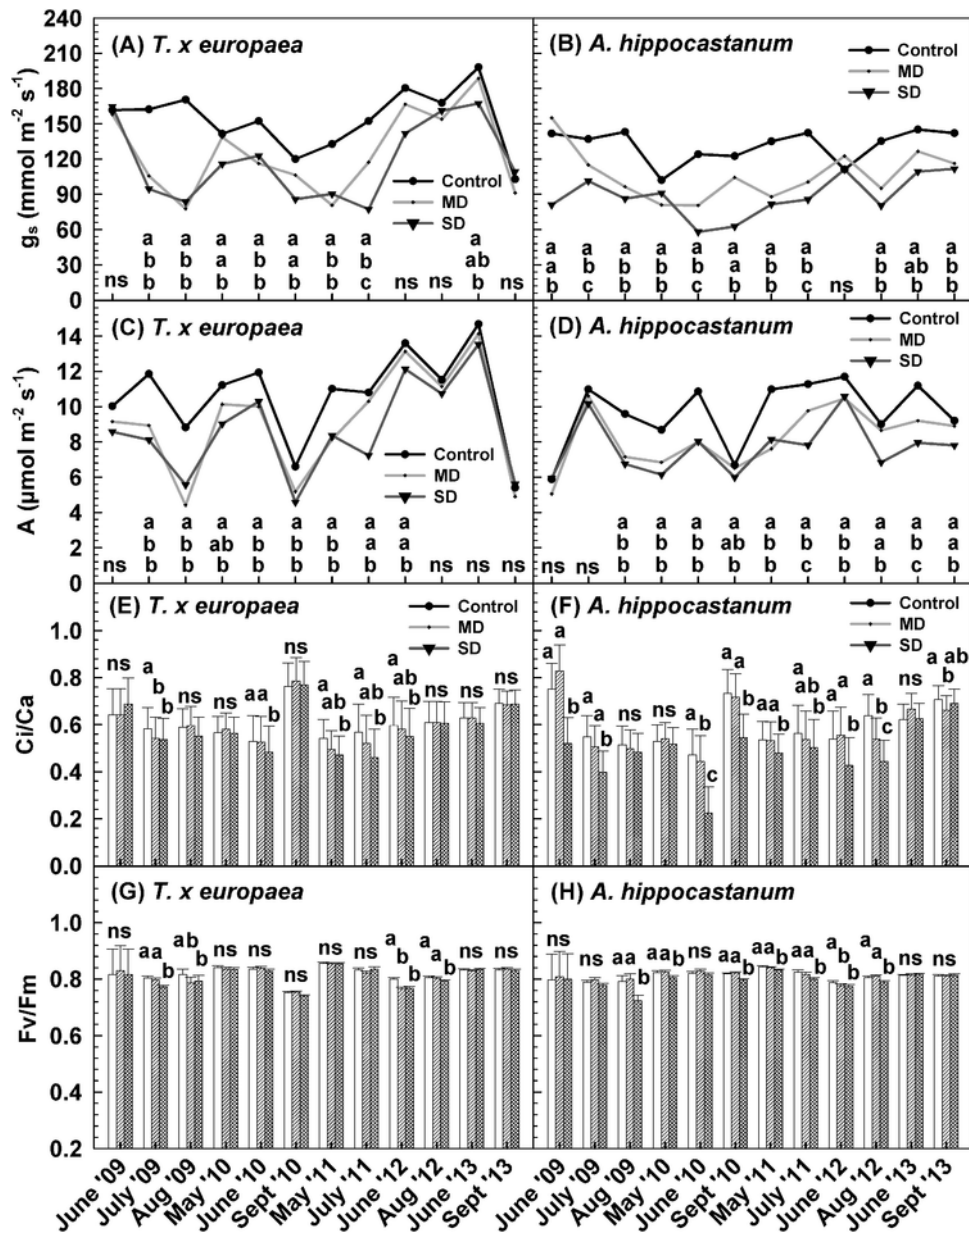 240
210
180
150
120
90
60
30
0
gs (mmol m-2 s-1)
(A) T. x europaea
Control
MD
SD
a a a a a a a a
b b a b b b b ab
ns b b b b b b c ns ns b ns
(B) A. hippocastanum
Control
MD
SD
a a a a a a a a a a a
a b b b b a b b b ab b
b c b b c b b c ns b b b
14
12
10
8
6
4
2
0
A (µmol m-2 s-1)
(C) T. x europaea
Control
MD
SD
a a a a a a a a
b b ab b b b a a
ns b b b b b b b b ns ns ns
(D) A. hippocastanum
Control
MD
SD
a a a a a a a a a a
b b b ab b b b a b a
ns ns b b b b b c b b c a
1.0
0.8
0.6
0.4
0.2
0.0
Ci/Ca
(E) T. x europaea
Control
MD
SD
ns a b b ns ns a a b ns a ab b a ab b a ab b ns ns ns
(F) A. hippocastanum
Control
MD
SD
a a b a a b ns ns a b c a a b a a b a ab b a a b a b c ns a b ab
1.0
0.8
0.6
0.4
0.2
Fv/Fm
(G) T. x europaea
ns a a b a b b ns ns ns ns ns a b b a a b ns ns
(H) A. hippocastanum
ns ns a a b a a b ns a a b a a b ns a b b a a b ns ns
June '09
July '09
Aug '09
May '10
June '10
Sept '10
May '11
July '11
June '12
Aug '12
June '13
Sept '13
June '09
July '09
Aug '09
May '10
June '10
Sept '10
May '11
July '11
June '12
Aug '12
June '13
Sept '13